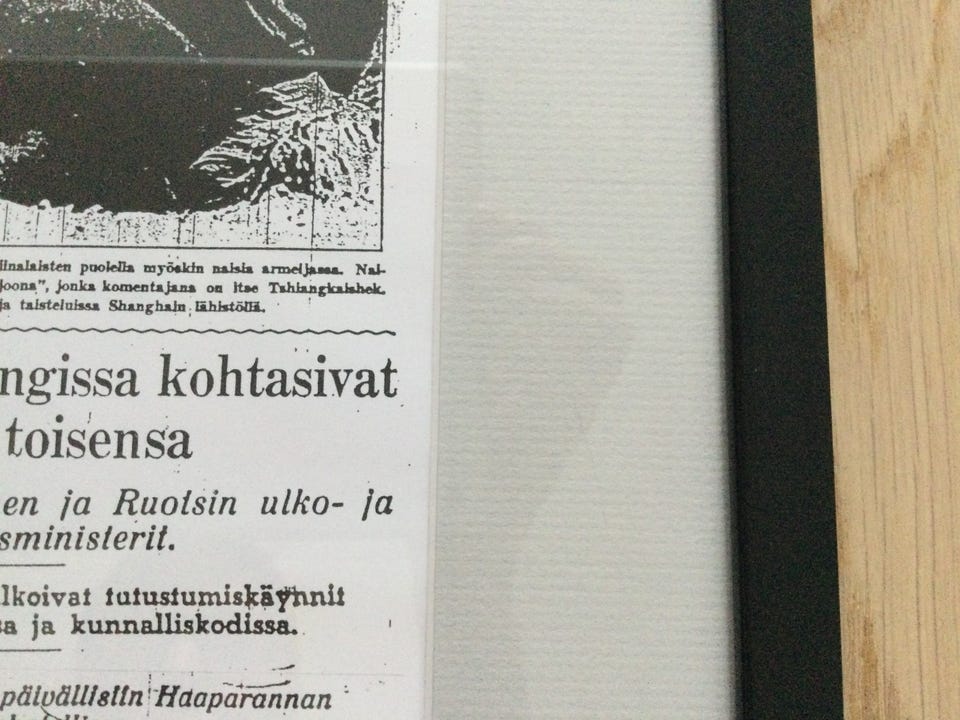 iinalaisten puolella myöskin naisia armeijassa. Nai-
joona", jonka komentajana on itse Tshiangkaishek.
ja taisteluissa Shanghain lähistöllä.
ngissa kohtasivat
toisensa
en ja Ruotsin ulko- ja
sministerit.
lkoivat tutustumiskäynnit
sa ja kunnalliskodissa.
päivällisiin Haaparannan